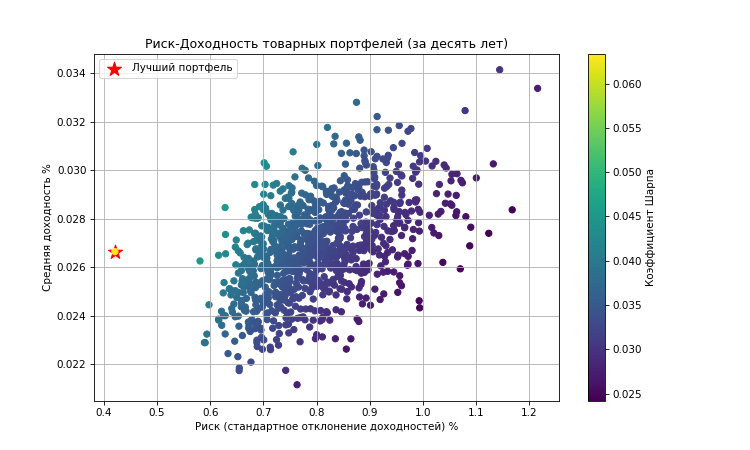 Риск-Доходность товарных портфелей (за десять лет)
Лучший портфель
Средняя доходность %
0.034
0.032
0.030
0.028
0.026
0.024
0.022
0.4 0.5 0.6 0.7 0.8 0.9 1.0 1.1 1.2
Риск (стандартное отклонение доходностей) %
0.060
0.055
0.050
0.045
0.040
0.035
0.030
0.025
Коэффициент Шарпа